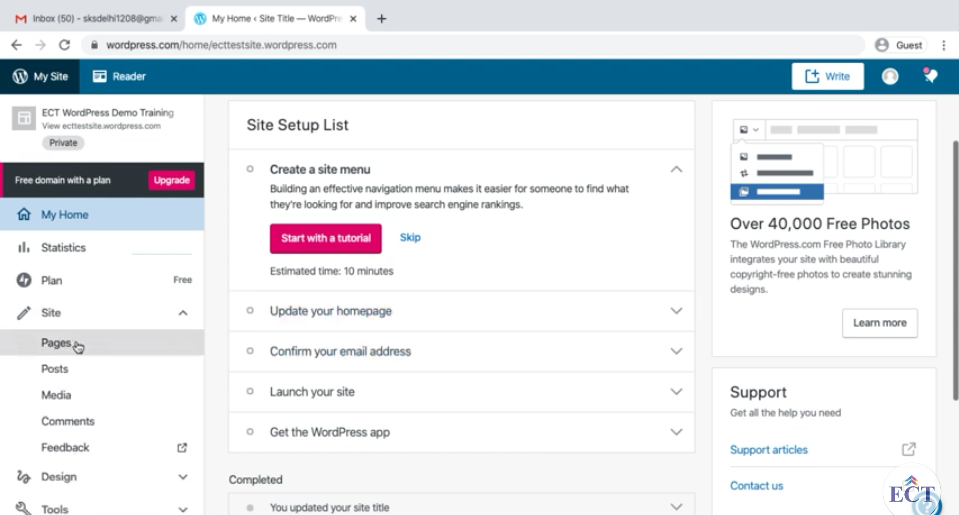 Inbox (50) - sksdelhi1208@gma
My Home ‹ Site Title — WordPre
wordpress.com/home/ecttestsite.wordpress.com
Guest
My Site
Reader
Write
ECT WordPress Demo Training
View ecttestsite.wordpress.com
Private
Free domain with a plan
Upgrade
My Home
Statistics
Plan
Free
Site
Pages
Posts
Media
Comments
Feedback
Design
Tools
Site Setup List
Create a site menu
Building an effective navigation menu makes it easier for someone to find what
they're looking for and improve search engine rankings.
Start with a tutorial
Skip
Estimated time: 10 minutes
Update your homepage
Confirm your email address
Launch your site
Get the WordPress app
Completed
You updated your site title
Over 40,000 Free Photos
The WordPress.com Free Photo Library
integrates your site with beautiful
copyright-free photos to create stunning
designs.
Learn more
Support
Get all the help you need
Support articles
Contact us
ECT